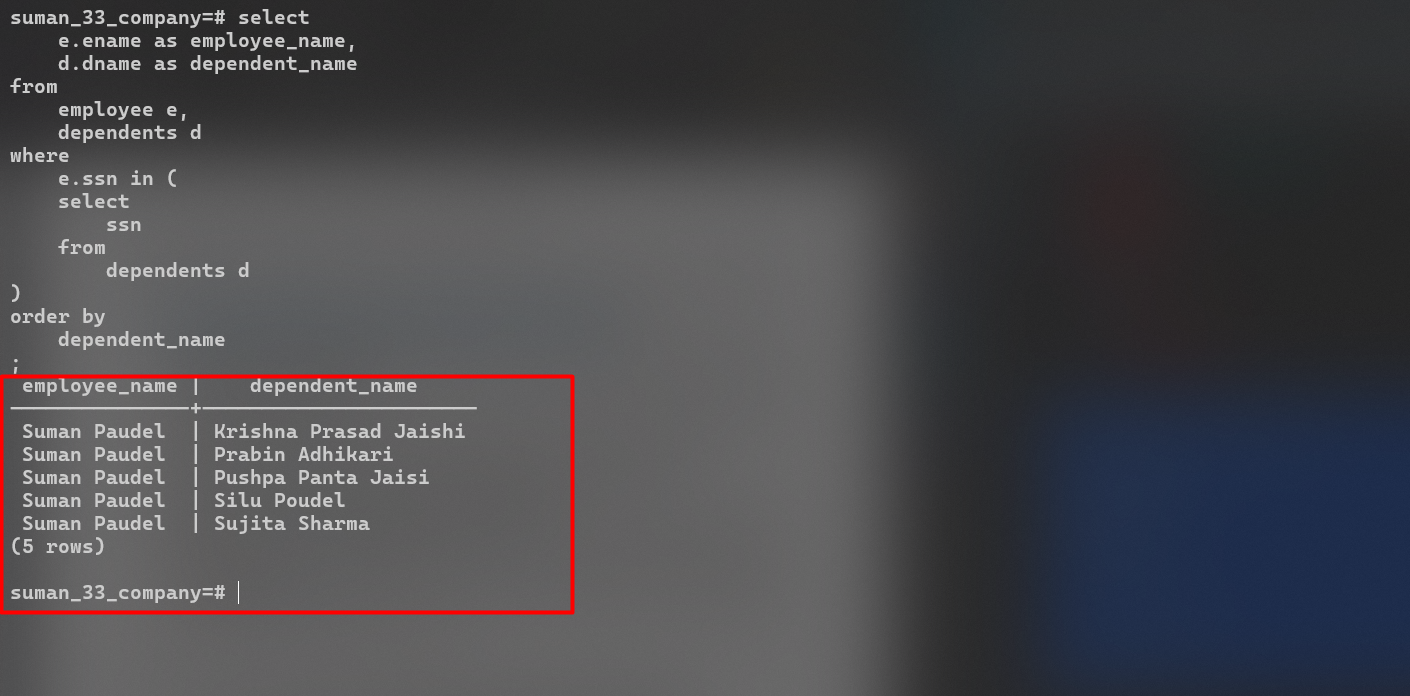 suman_33_company=# select
    e.ename as employee_name,
    d.dname as dependent_name
from
    employee e,
    dependents d
where
    e.ssn in (
    select
        ssn
    from
        dependents d
)
order by
    dependent_name
;
 employee_name |    dependent_name
---------------+-----------------------
 Suman Paudel  | Krishna Prasad Jaishi
 Suman Paudel  | Prabin Adhikari
 Suman Paudel  | Pushpa Panta Jaisi
 Suman Paudel  | Silu Poudel
 Suman Paudel  | Sujita Sharma
(5 rows)

suman_33_company=#